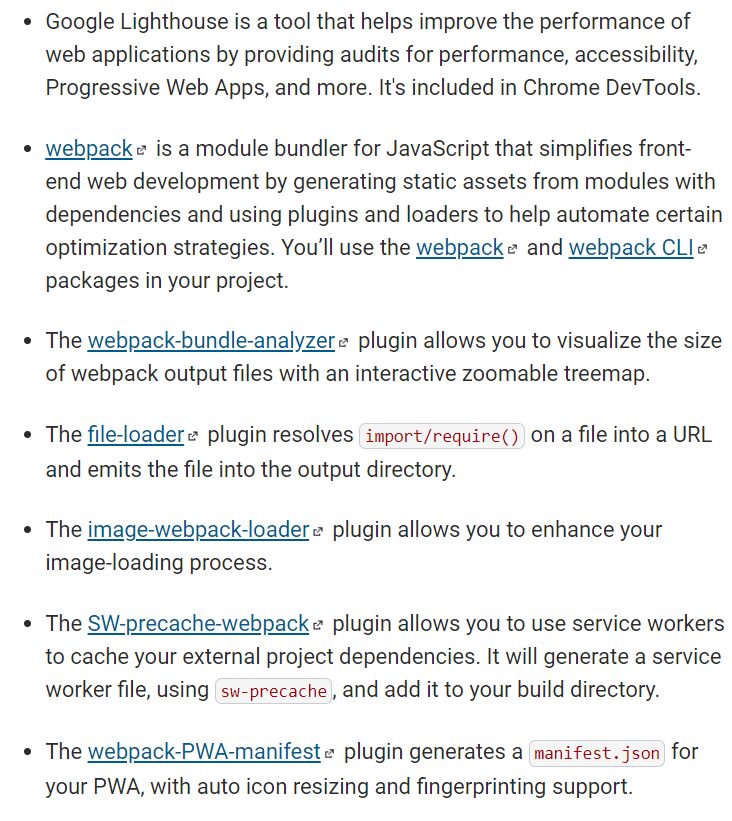 • Google Lighthouse is a tool that helps improve the performance of
web applications by providing audits for performance, accessibility,
Progressive Web Apps, and more. It's included in Chrome DevTools.
• webpack is a module bundler for JavaScript that simplifies front-
end web development by generating static assets from modules with
dependencies and using plugins and loaders to help automate certain
optimization strategies. You’ll use the webpack and webpack CLI
packages in your project.
• The webpack-bundle-analyzer plugin allows you to visualize the size
of webpack output files with an interactive zoomable treemap.
• The file-loader plugin resolves import/require() on a file into a URL
and emits the file into the output directory.
• The image-webpack-loader plugin allows you to enhance your
image-loading process.
• The SW-precache-webpack plugin allows you to use service workers
to cache your external project dependencies. It will generate a service
worker file, using sw-precache, and add it to your build directory.
• The webpack-PWA-manifest plugin generates a manifest.json for
your PWA, with auto icon resizing and fingerprinting support.